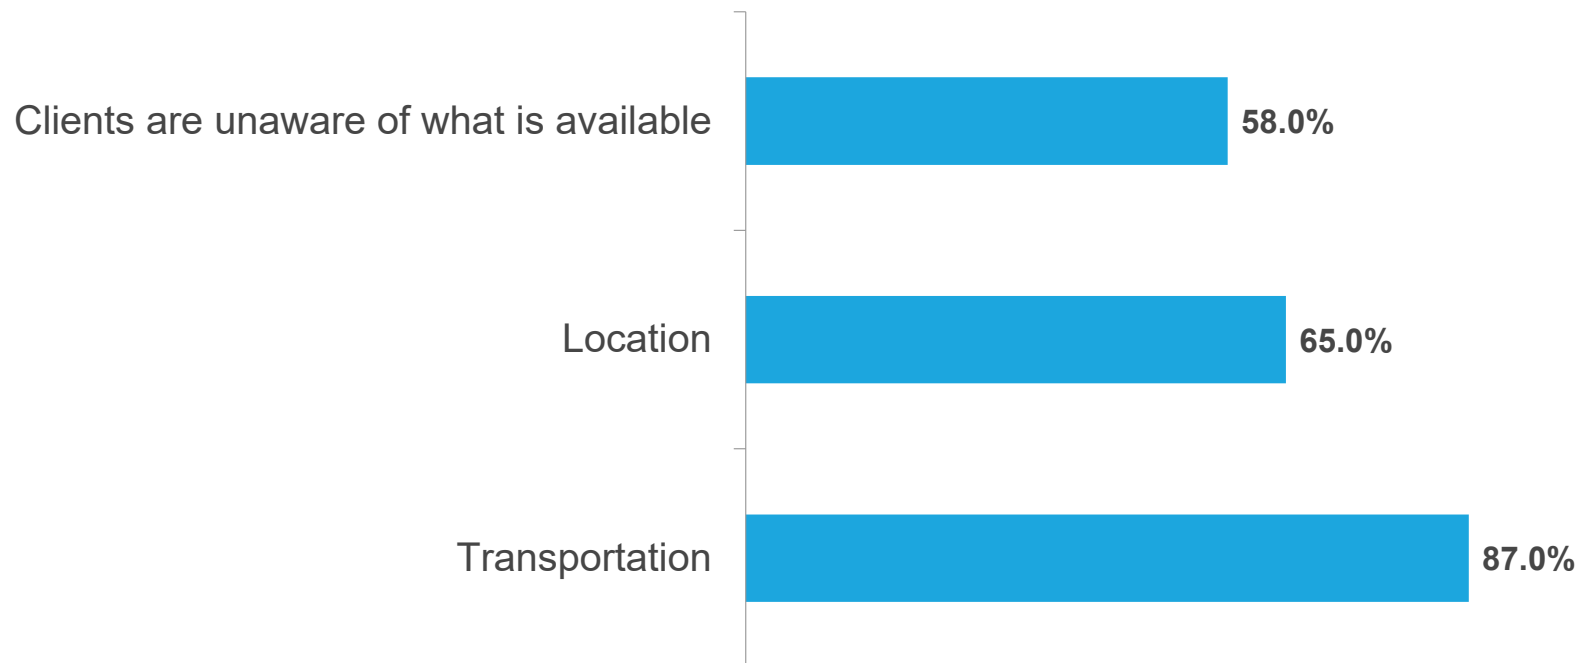 Clients are unaware of what is available 58.0%
Location 65.0%
Transportation 87.0%